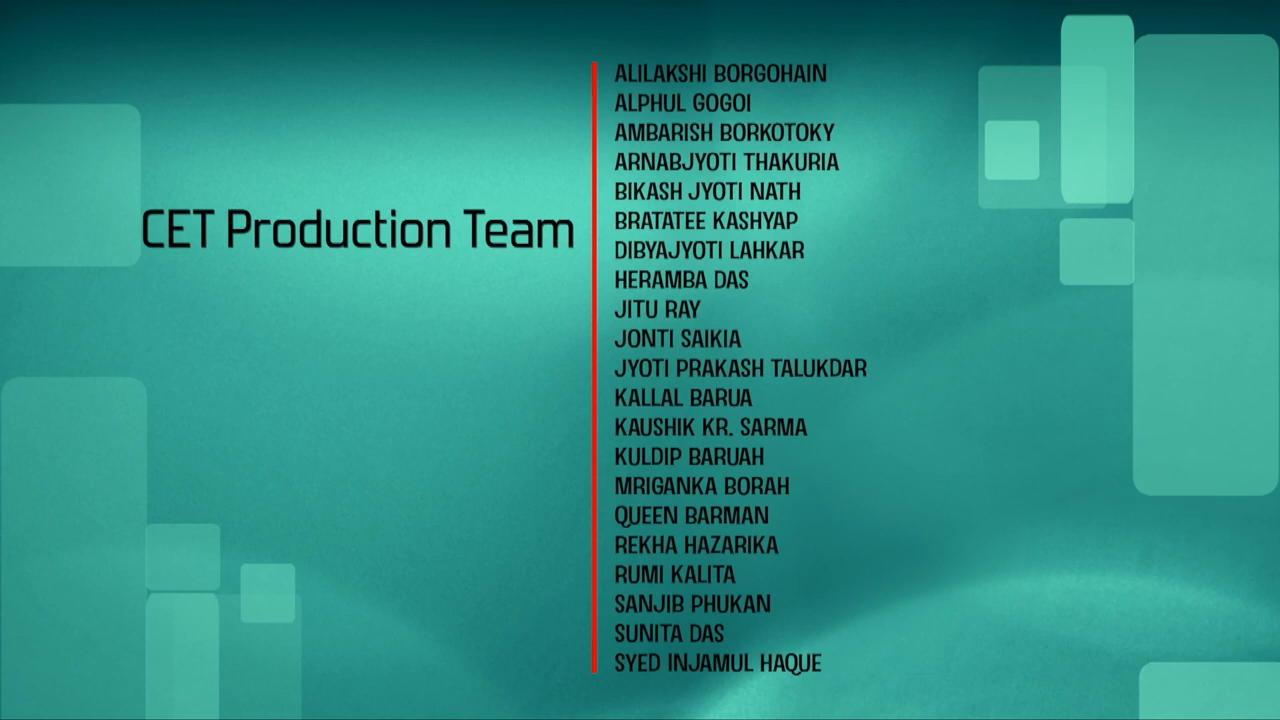 CET Production Team
ALILAKSHI BORGOHAIN
ALPHUL GOGOI
AMBARISH BORKOTOKY
ARNABJYOTI THAKURIA
BIKASH JYOTI NATH
BRATATEE KASHYAP
DIBYAJYOTI LAHKAR
HERAMBA DAS
JITU RAY
JONTI SAIKIA
JYOTI PRAKASH TALUKDAR
KALLAL BARUA
KAUSHIK KR. SARMA
KULDIP BARUAH
MRIGANKA BORAH
QUEEN BARMAN
REKHA HAZARIKA
RUMI KALITA
SANJIB PHUKAN
SUNITA DAS
SYED INJAMUL HAQUE